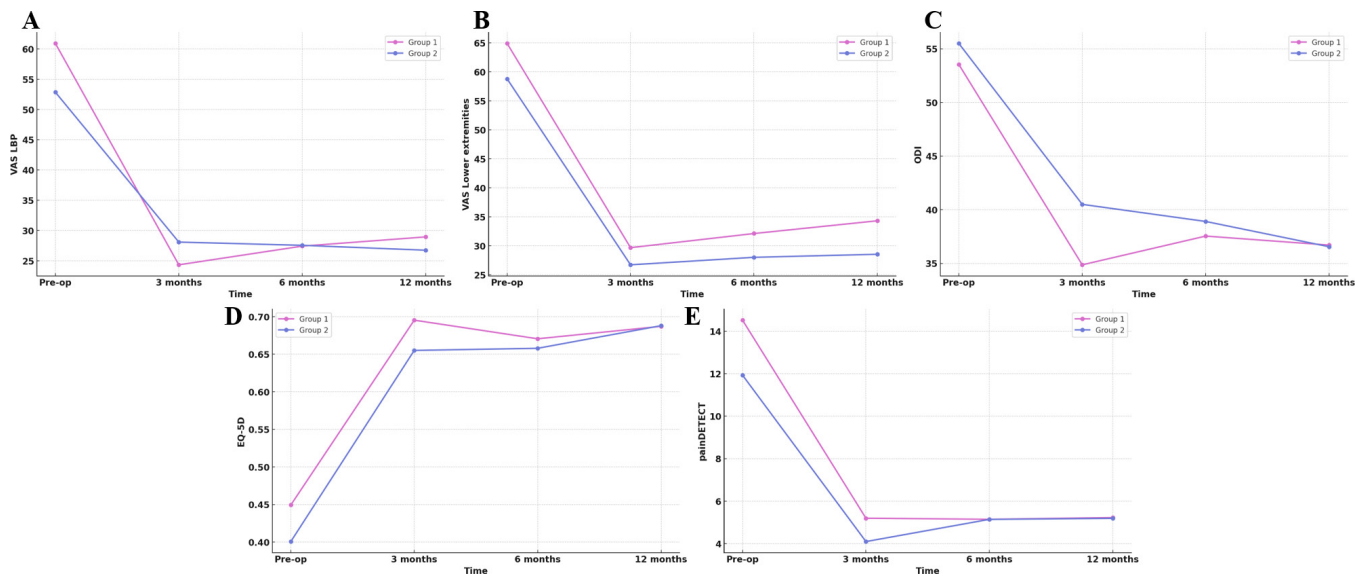 A
VAS LBP
60
55
50
45
40
35
30
25
Pre-op
3 months
6 months
12 months
Time
Group 1
Group 2
B
VAS Lower extremities
65
60
55
50
45
40
35
30
25
Pre-op
3 months
6 months
12 months
Time
Group 1
Group 2
C
ODI
55
50
45
40
35
Pre-op
3 months
6 months
12 months
Time
Group 1
Group 2
D
EQ-5D
0.70
0.65
0.60
0.55
0.50
0.45
0.40
Pre-op
3 months
6 months
12 months
Time
Group 1
Group 2
E
painDETECT
14
12
10
8
6
4
Pre-op
3 months
6 months
12 months
Time
Group 1
Group 2